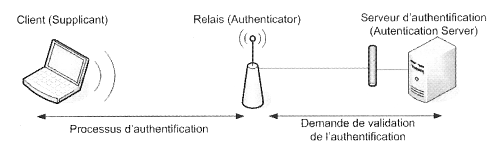 Client (Supplicant)
Relais (Authenticator)
Serveur d'authentification
(Autentication Server)
Processus d'authentification
Demande de validation
de l'authentification